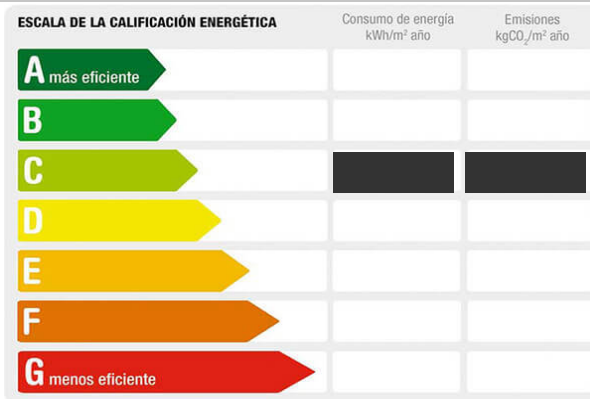 ESCALA DE LA CALIFICACIÓN ENERGÉTICA
Consumo de energía
kWh/m² año
Emisiones
kgCO₂/m² año
A más eficiente
B
C
D
E
F
G menos eficiente